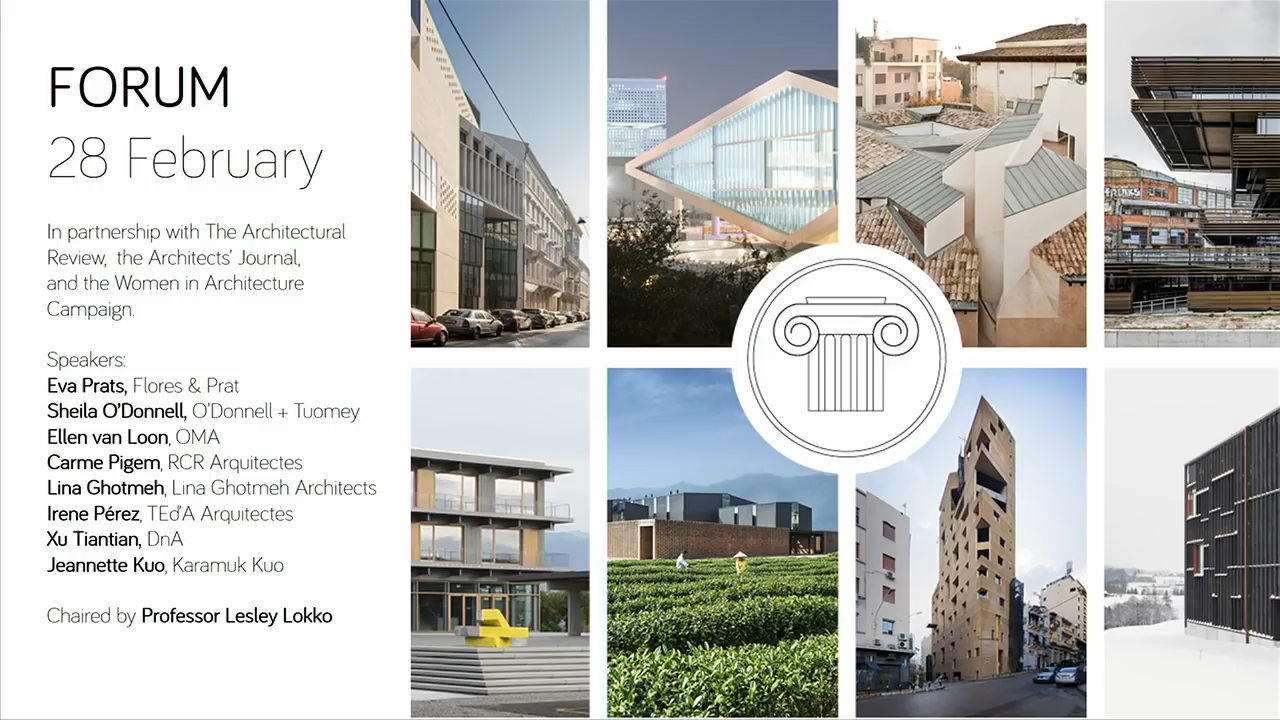 FORUM
28 February
In partnership with The Architectural
Review, the Architects' Journal,
and the Women in Architecture
Campaign.
Speakers:
Eva Prats, Flores & Prat
Sheila O'Donnell, O'Donnell + Tuomey
Ellen van Loon, OMA
Carme Pigem, RCR Arquitectes
Lina Ghotmeh, Lina Ghotmeh Architects
Irene Pérez, TEd'A Arquitectes
Xu Tiantian, DnA
Jeannette Kuo, Karamuk Kuo
Chaired by Professor Lesley Lokko